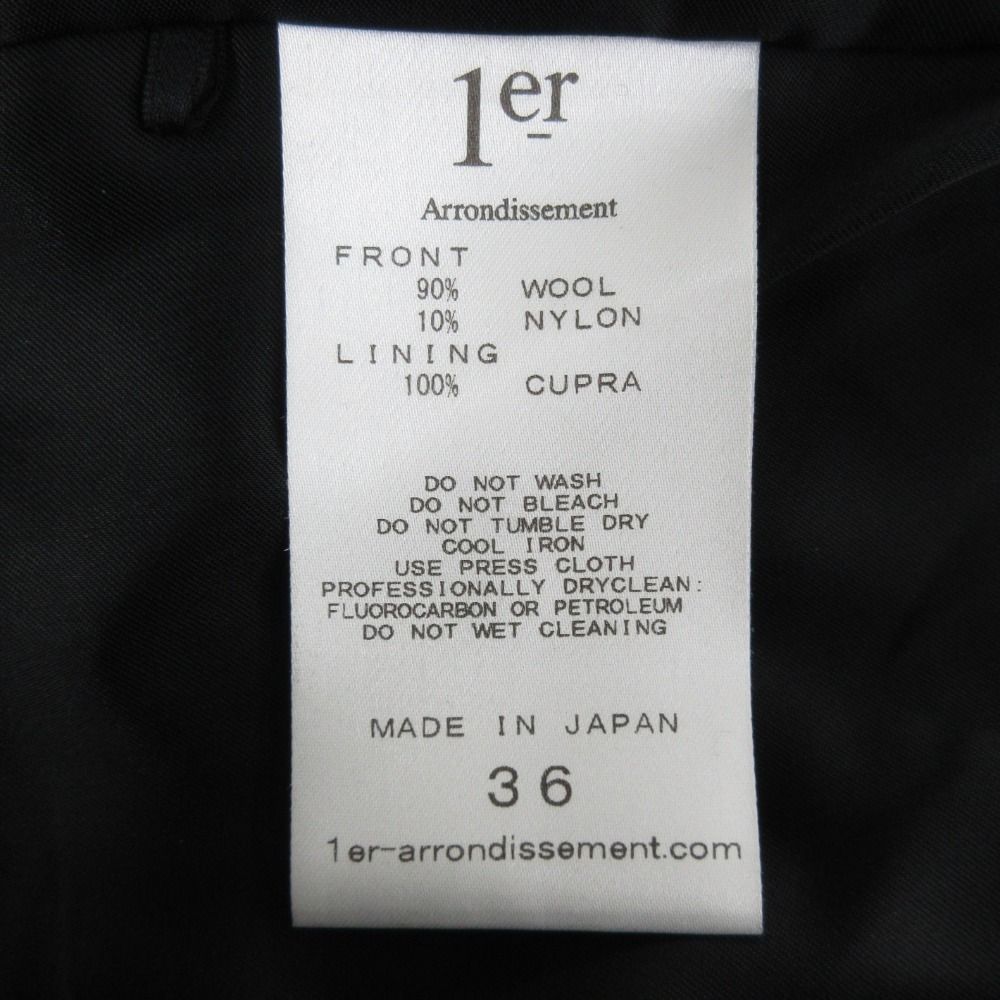 1er
Arrondissement
FRONT
90% WOOL
10% NYLON
LINING
100% CUPRA
DO NOT WASH
DO NOT BLEACH
DO NOT TUMBLE DRY
COOL IRON
USE PRESS CLOTH
PROFESSIONALLY DRYCLEAN:
FLUOROCARBON OR PETROLEUM
DO NOT WET CLEANING
MADE IN JAPAN
36
1er-arrondissement.com